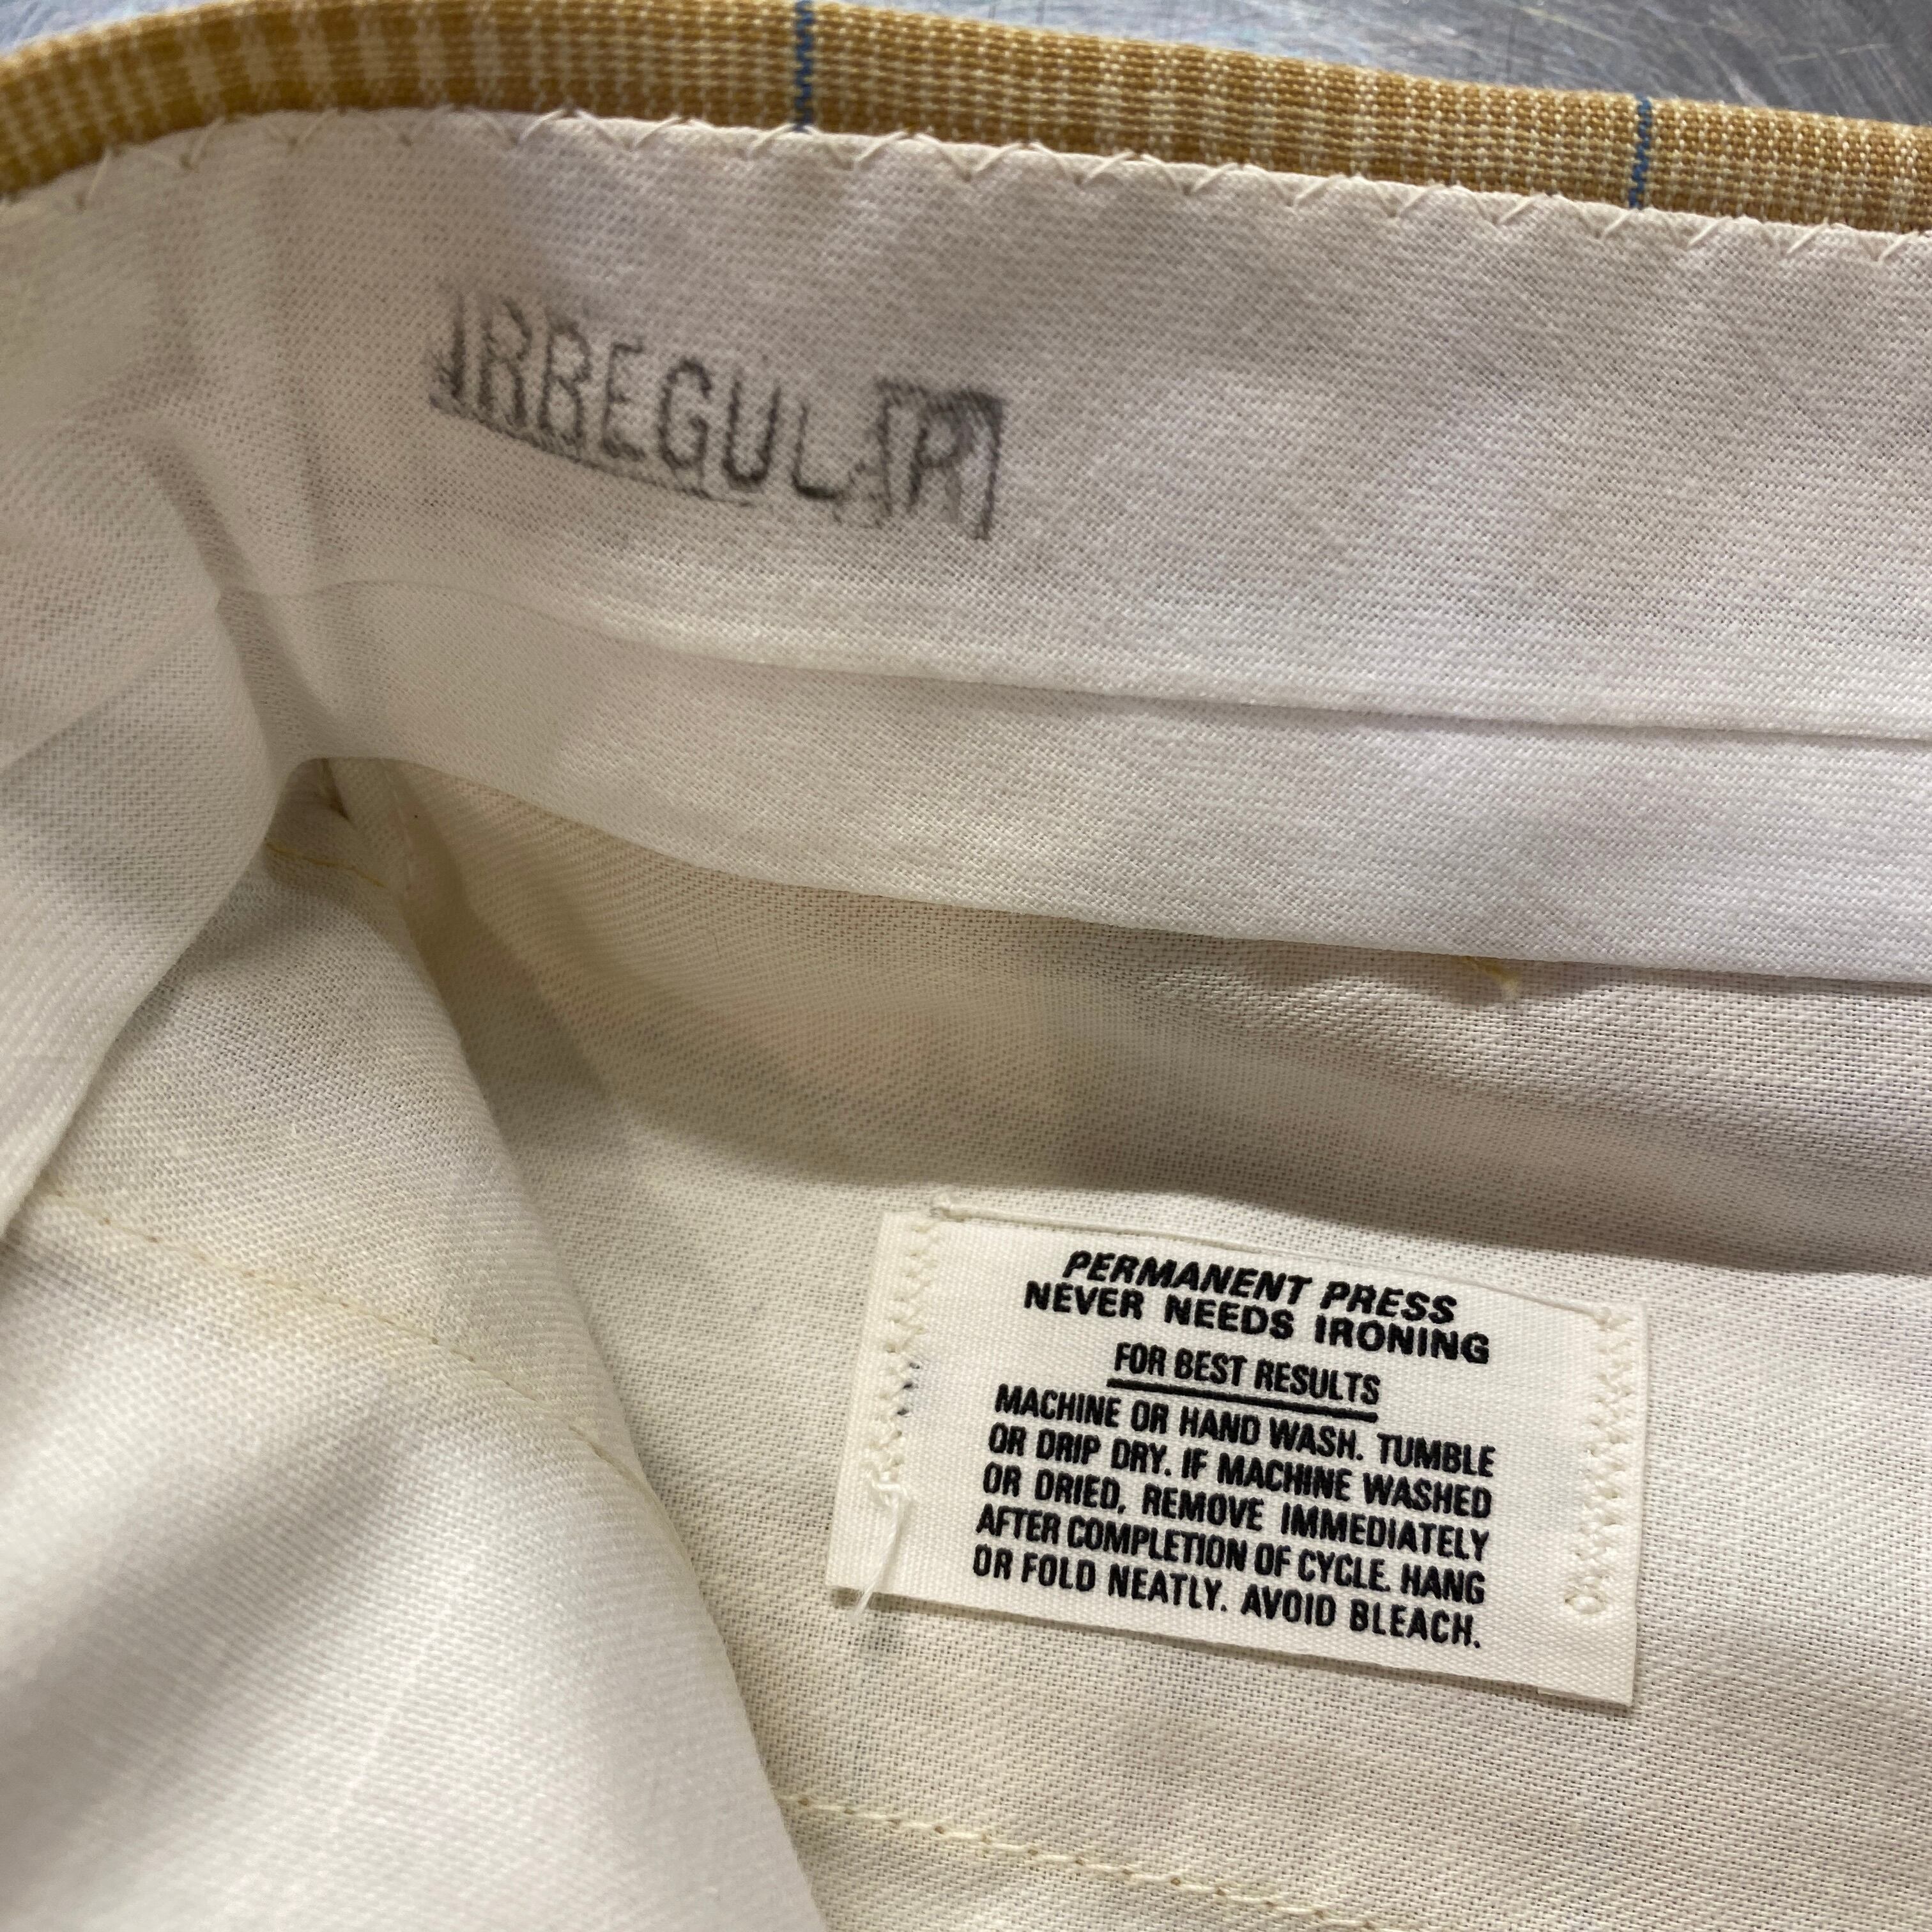 IRREGULAR
PERMANENT PRESS
NEVER NEEDS IRONING
FOR BEST RESULTS
MACHINE OR HAND WASH. TUMBLE
OR DRIP DRY. IF MACHINE WASHED
OR DRIED, REMOVE IMMEDIATELY
AFTER COMPLETION OF CYCLE. HANG
OR FOLD NEATLY. AVOID BLEACH.